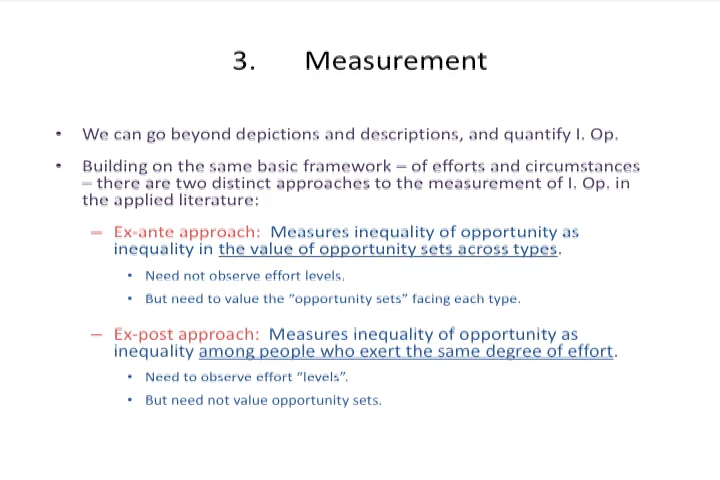 3. Measurement
• We can go beyond depictions and descriptions, and quantify I. Op.
• Building on the same basic framework – of efforts and circumstances
– there are two distinct approaches to the measurement of I. Op. in
the applied literature:
– Ex-ante approach: Measures inequality of opportunity as
inequality in the value of opportunity sets across types.
• Need not observe effort levels.
• But need to value the "opportunity sets" facing each type.
– Ex-post approach: Measures inequality of opportunity as
inequality among people who exert the same degree of effort.
• Need to observe effort "levels".
• But need not value opportunity sets.